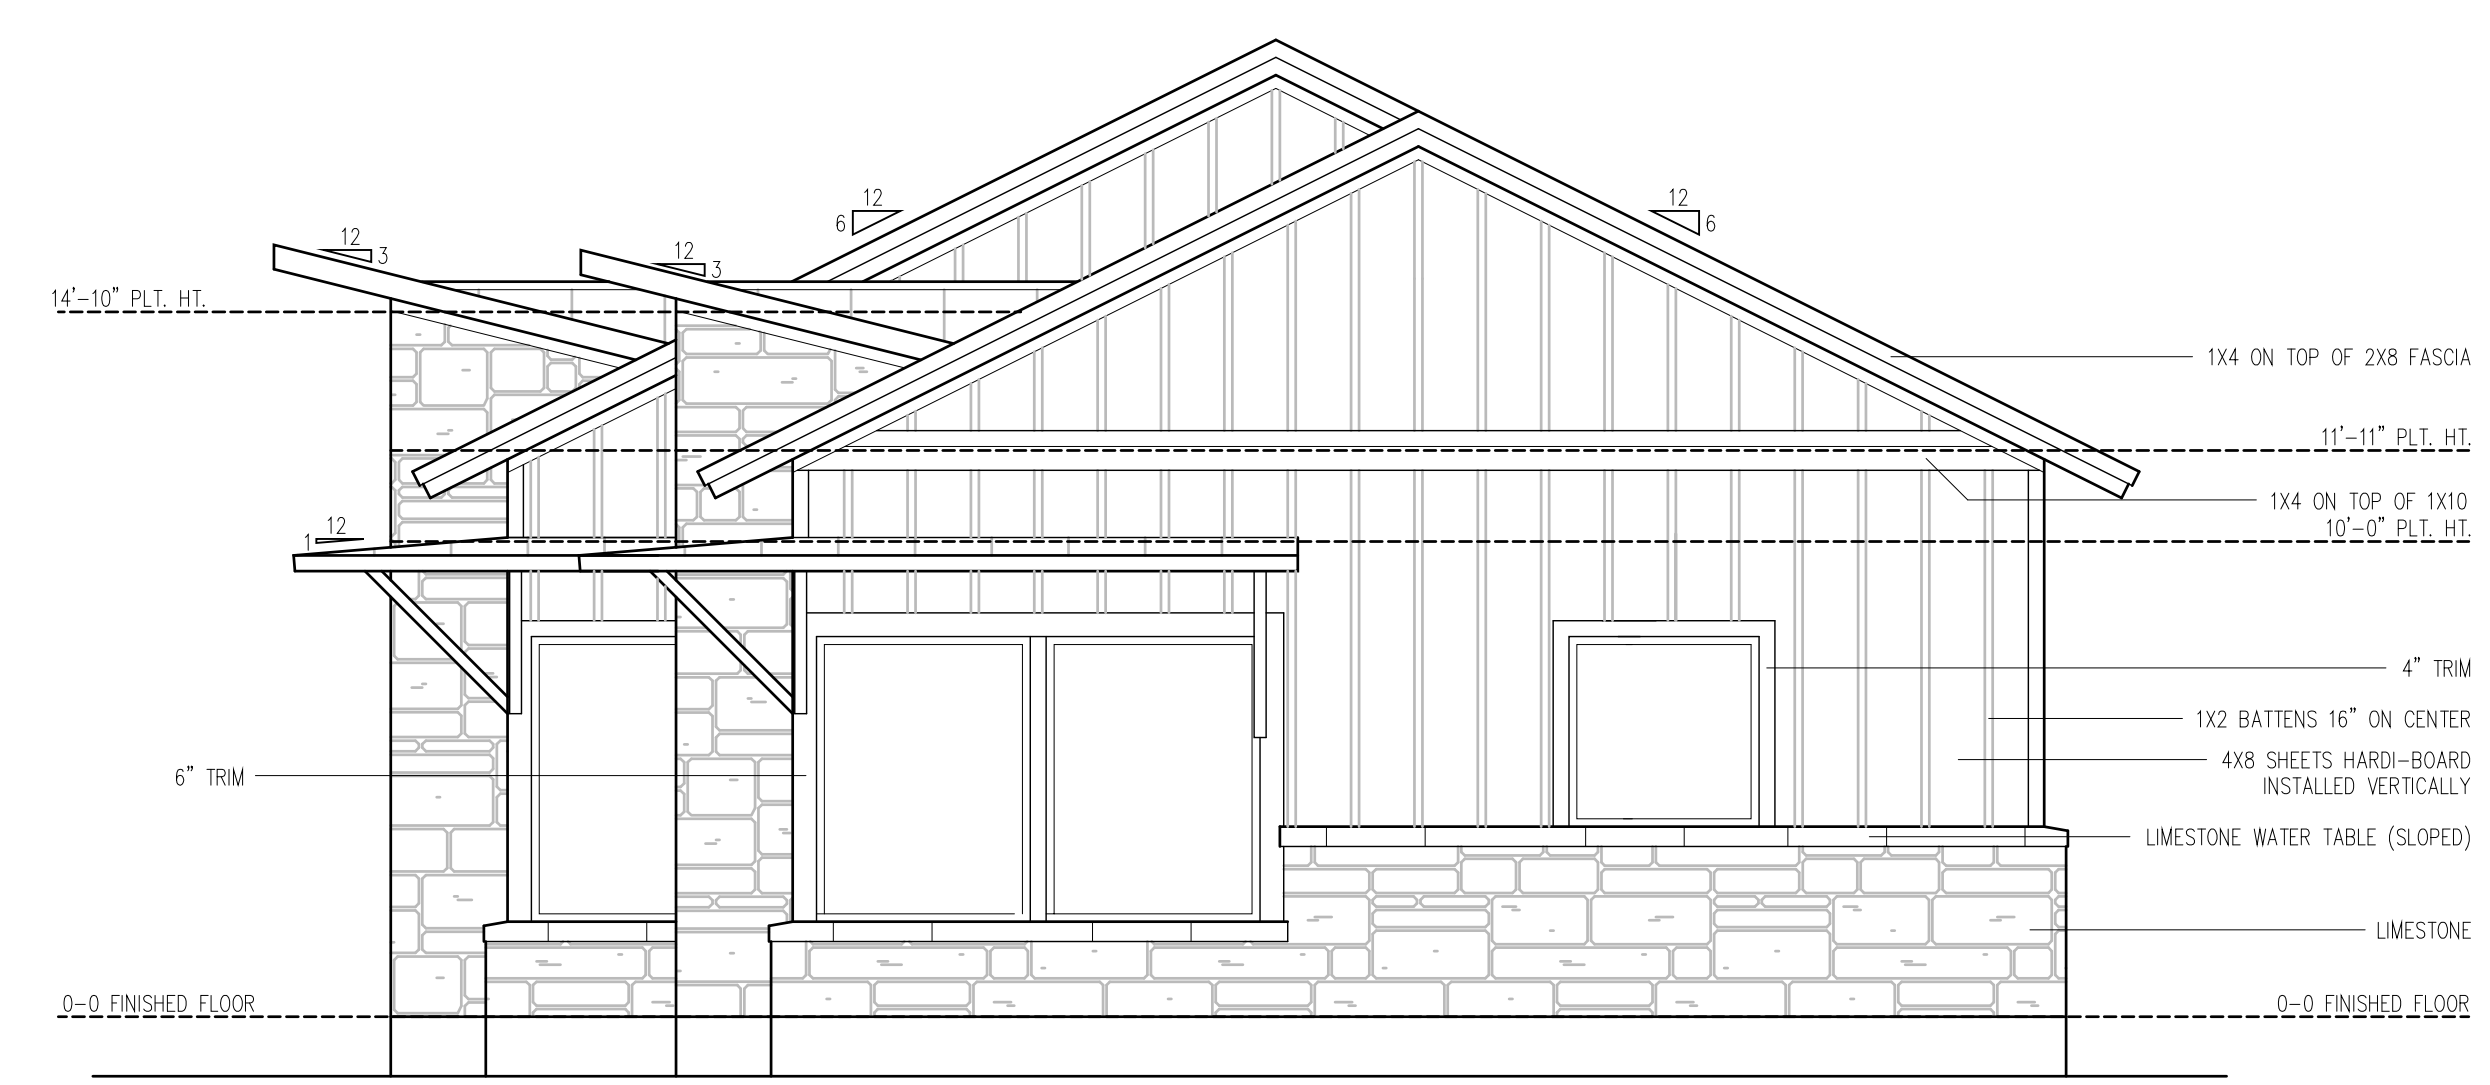 12
6
12
6
12
3
12
3
14'-10" PLT. HT.
1X4 ON TOP OF 2X8 FASCIA
11'-11" PLT. HT.
1X4 ON TOP OF 1X10
10'-0" PLT. HT.
12
1
4" TRIM
1X2 BATTENS 16" ON CENTER
6" TRIM
4X8 SHEETS HARDI-BOARD
INSTALLED VERTICALLY
LIMESTONE WATER TABLE (SLOPED)
LIMESTONE
0-0 FINISHED FLOOR
0-0 FINISHED FLOOR